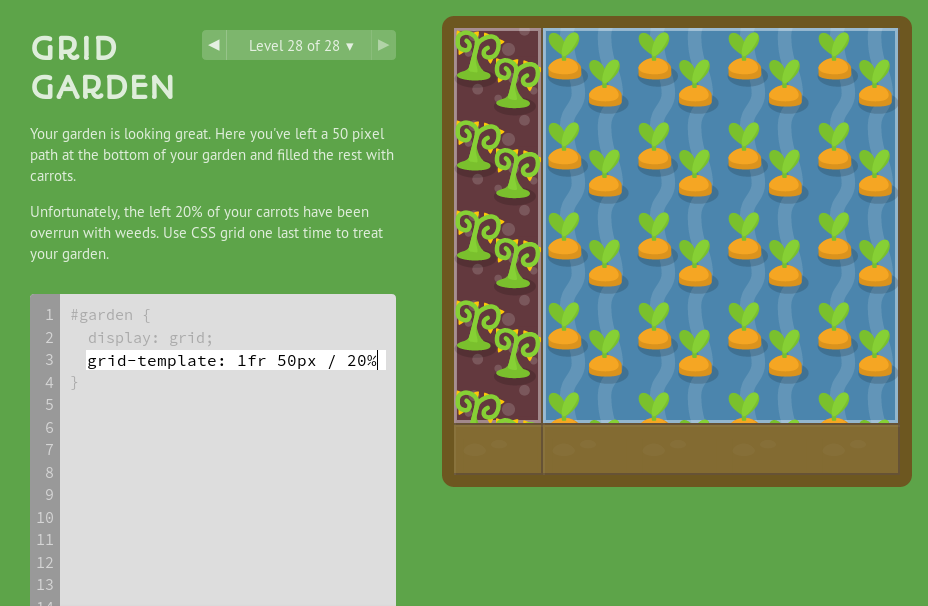 GRID
GARDEN
◀ Level 28 of 28 ▼ ▶
Your garden is looking great. Here you've left a 50 pixel
path at the bottom of your garden and filled the rest with
carrots.
Unfortunately, the left 20% of your carrots have been
overrun with weeds. Use CSS grid one last time to treat
your garden.
1 #garden {
2 display: grid;
3 grid-template: 1fr 50px / 20%
4 }
5
6
7
8
9
10
11
12
13
14